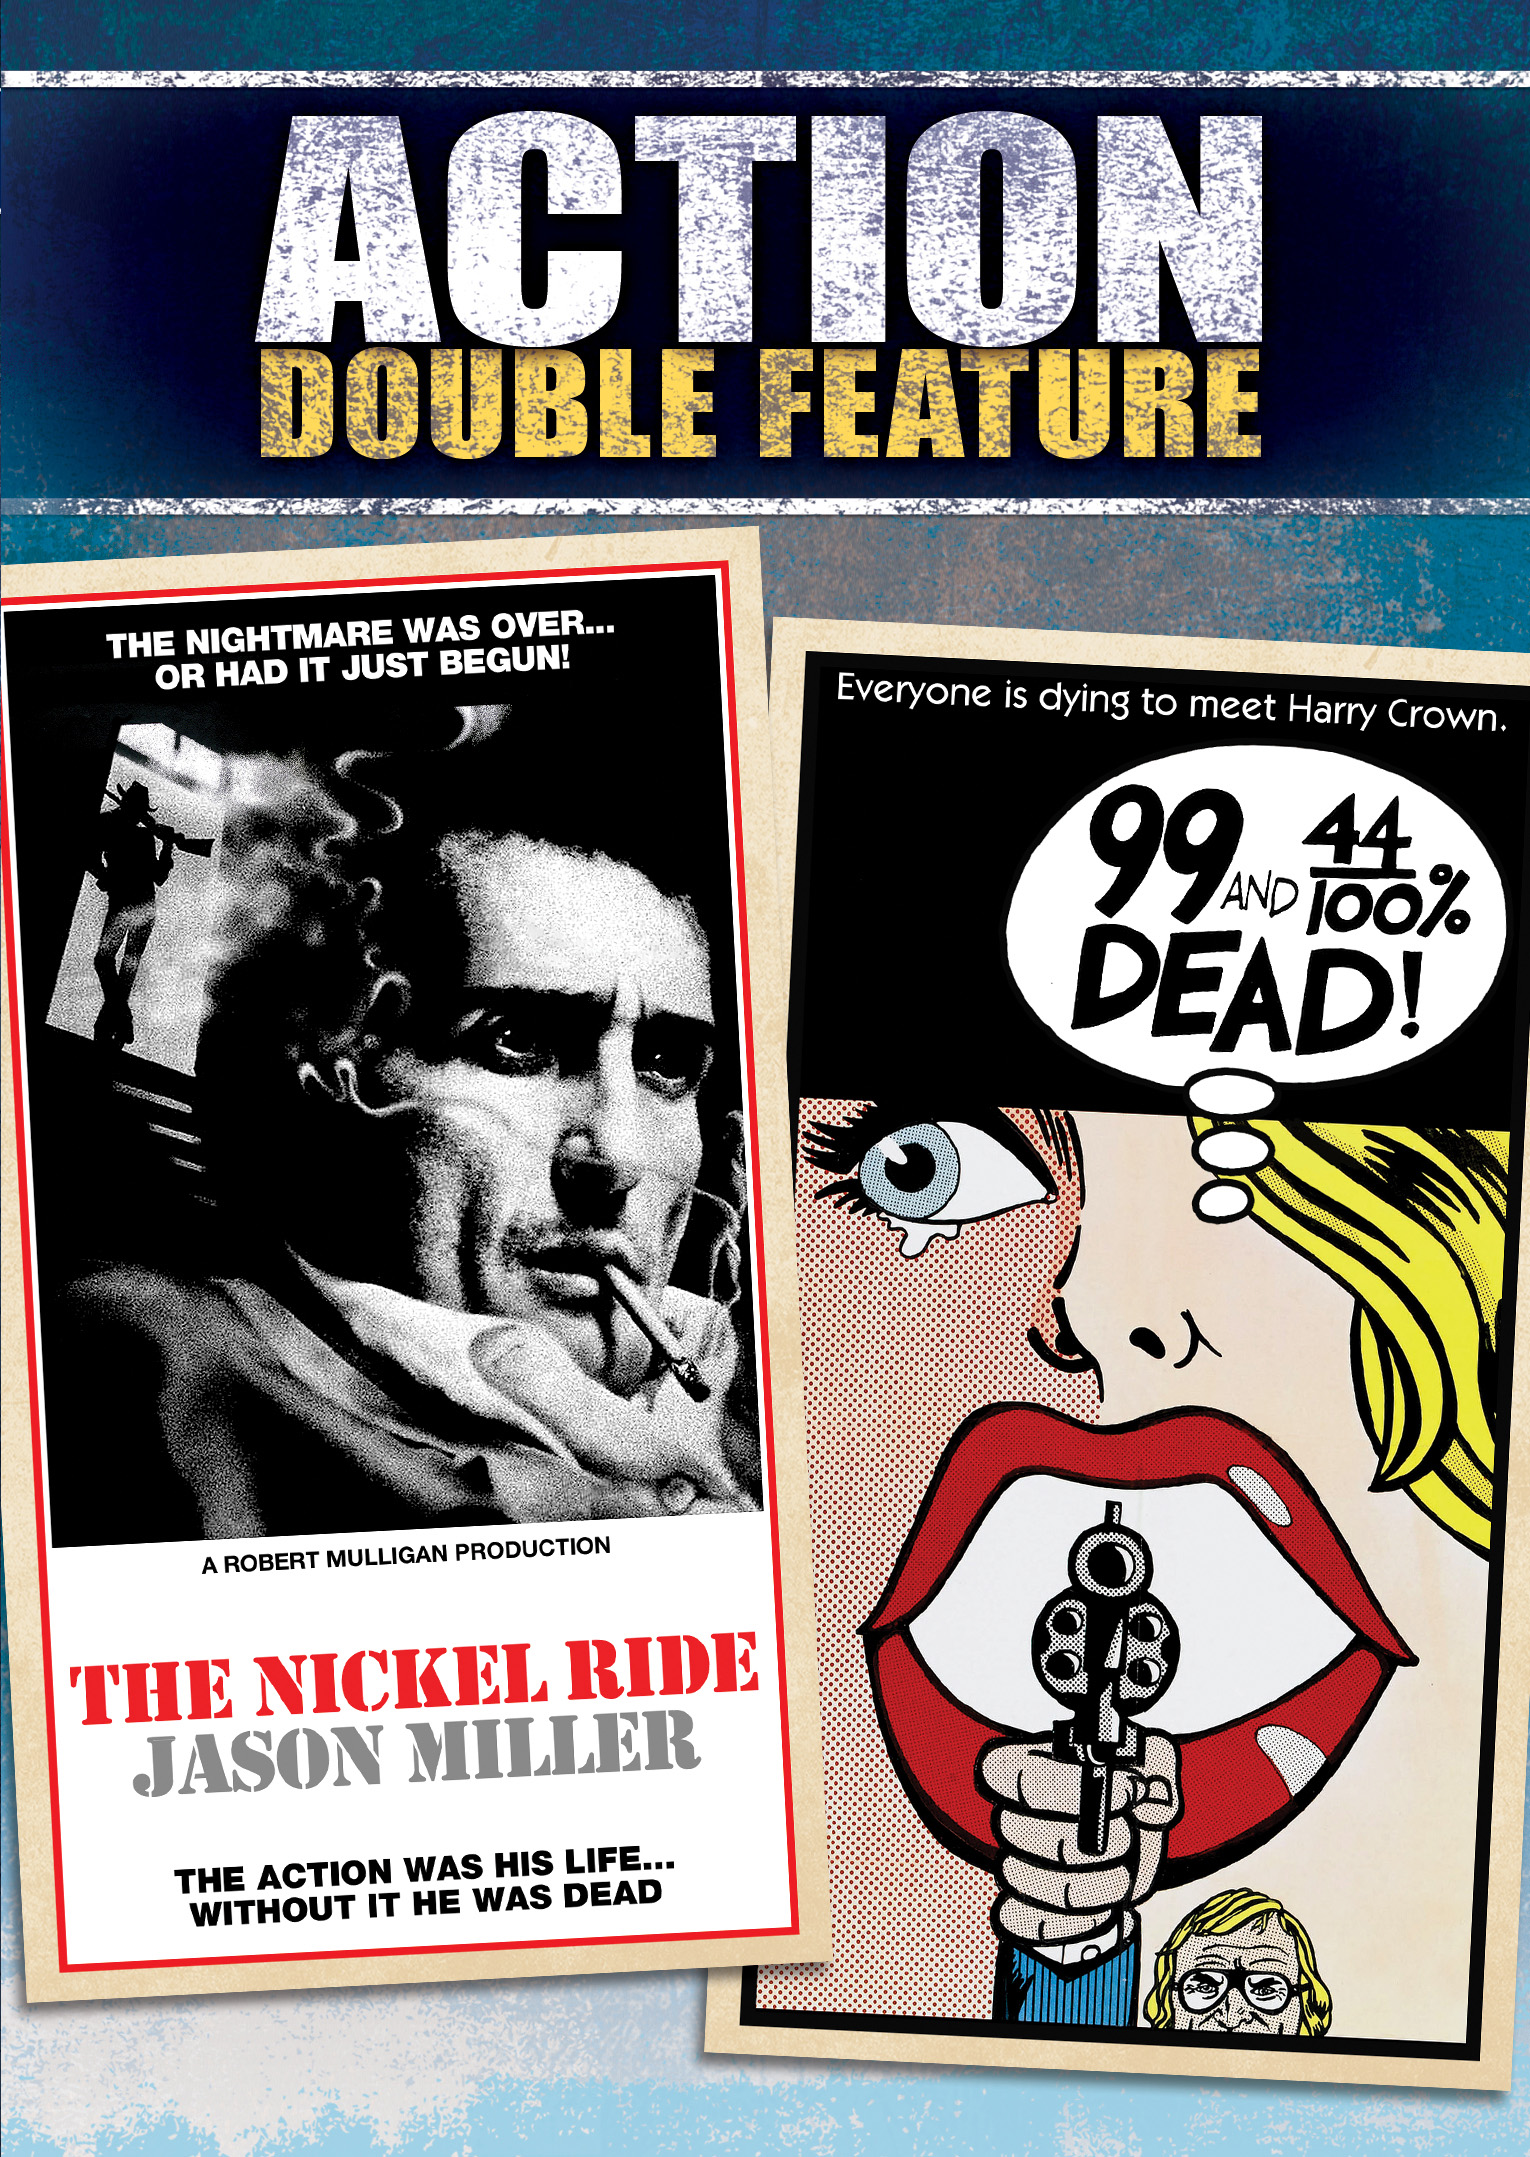 ACTION
DOUBLE FEATURE
THE NIGHTMARE WAS OVER...
OR HAD IT JUST BEGUN!
A ROBERT MULLIGAN PRODUCTION
THE NICKEL RIDE
JASON MILLER
THE ACTION WAS HIS LIFE...
WITHOUT IT HE WAS DEAD
Everyone is dying to meet Harry Crown.
99 AND 44/100%
DEAD!